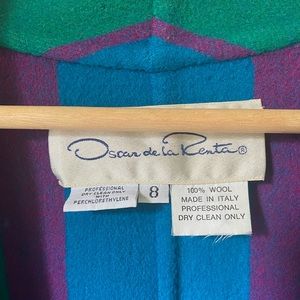 Oscar de la Renta®
PROFESSIONAL
DRY CLEAN ONLY
WITH
PERCHLORETHYLENE
8
100% WOOL
MADE IN ITALY
PROFESSIONAL
DRY CLEAN ONLY